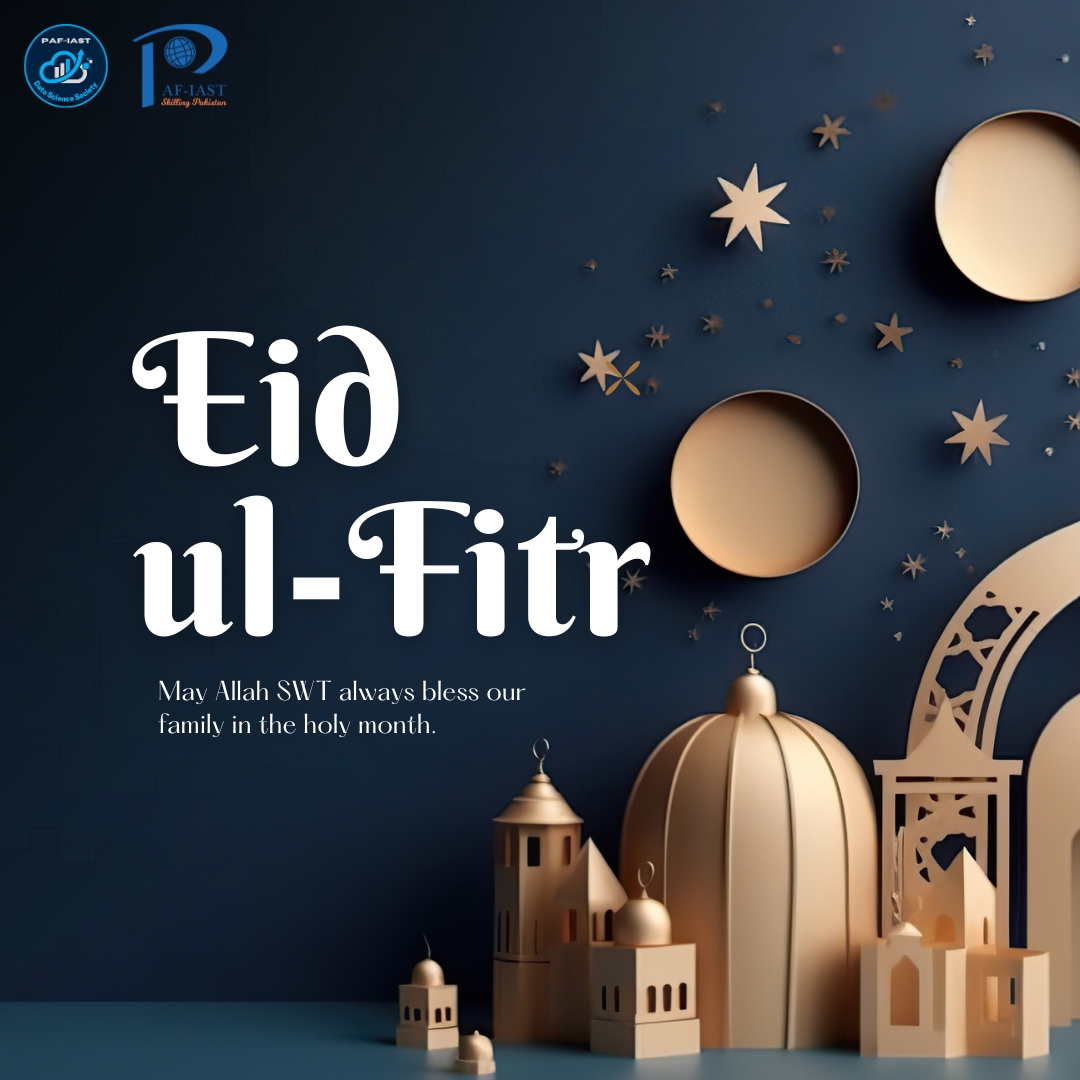 PAF-IAST
Data Science Society
PAF-IAST
Skilling Pakistan
Eid
ul-Fitr
May Allah SWT always bless our
family in the holy month.